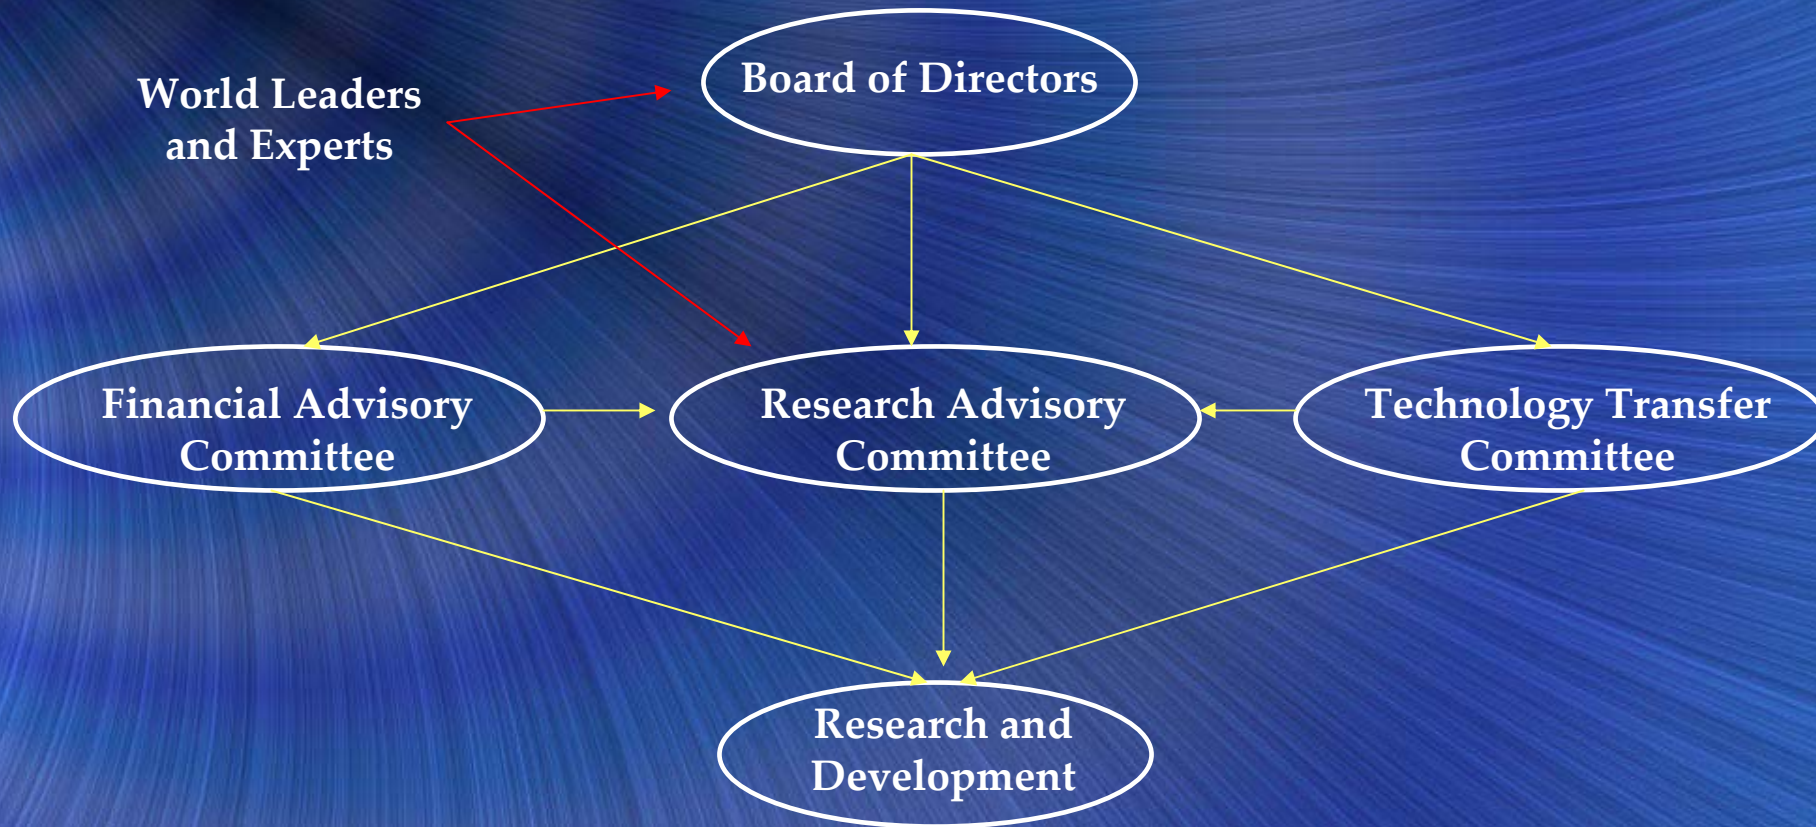 Board of Directors
World Leaders
and Experts
Financial Advisory
Committee
Research Advisory
Committee
Technology Transfer
Committee
Research and
Development